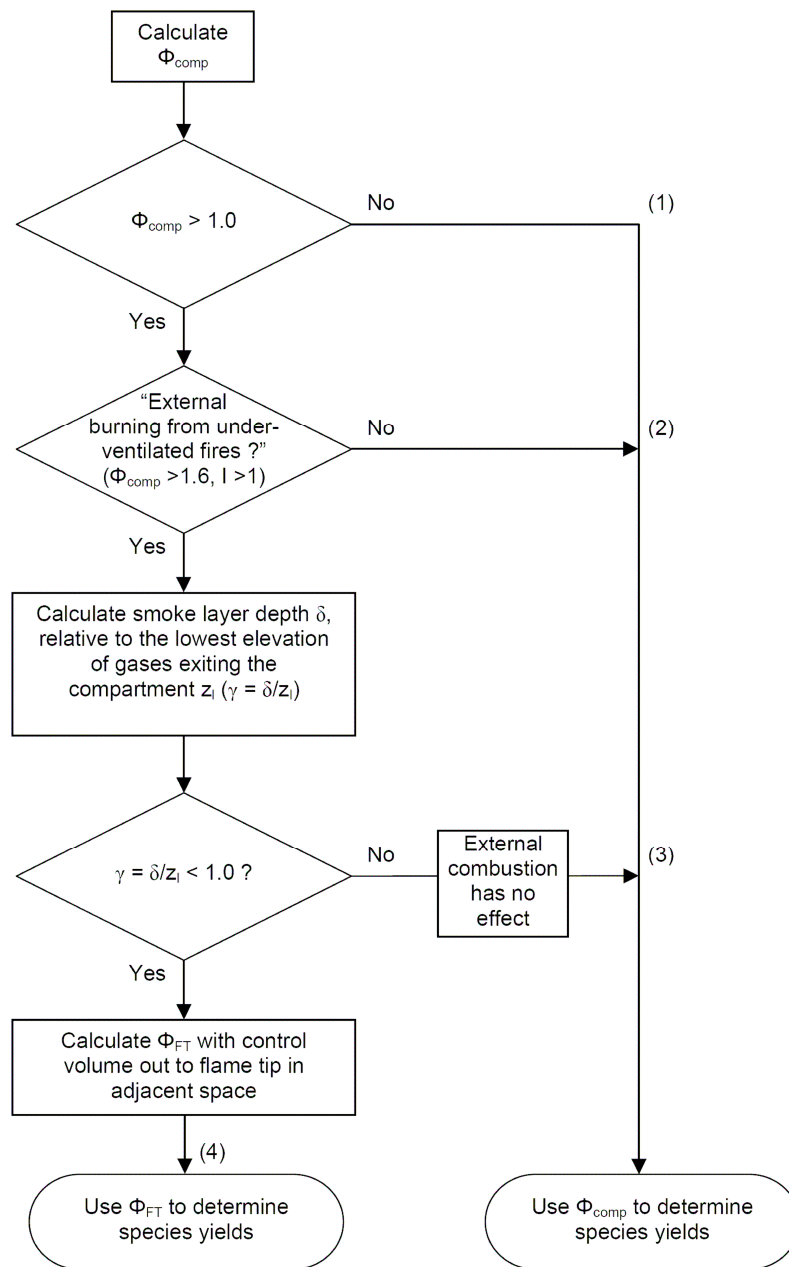 Calculate
Φcomp
Φcomp > 1.0
No
(1)
Yes
“External
burning from under-
ventilated fires ?”
(Φcomp >1.6, I >1)
No
(2)
Yes
Calculate smoke layer depth δ,
relative to the lowest elevation
of gases exiting the
compartment zl (γ = δ/zl)
γ = δ/zl < 1.0 ?
No
External
combustion
has no
effect
(3)
Yes
Calculate ΦFT with control
volume out to flame tip in
adjacent space
(4)
Use ΦFT to determine
species yields
Use Φcomp to determine
species yields